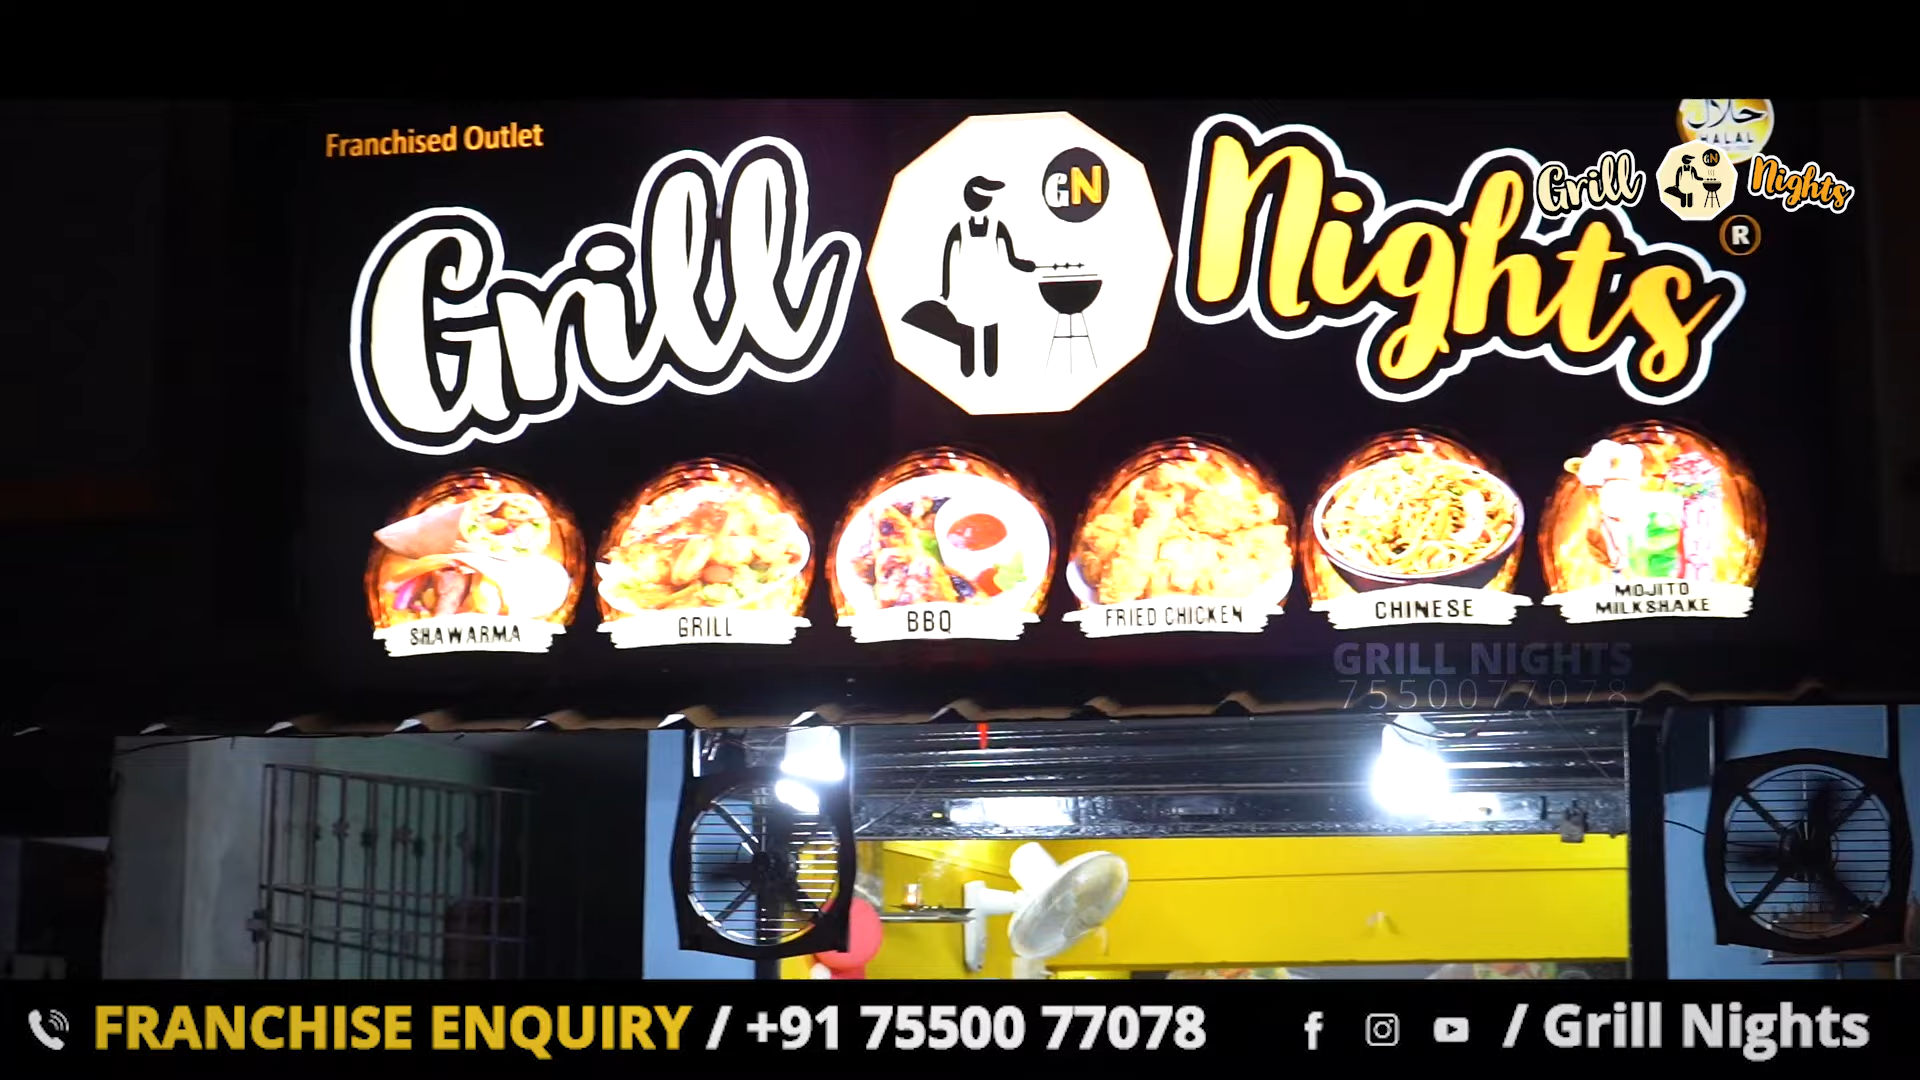 Franchised Outlet
Grill
GN
Nights
®
حلال
HALAL
Grill
GN
Nights
SHAWARMA
GRILL
BBQ
FRIED CHICKEN
CHINESE
MOJITO
MILKSHAKE
GRILL NIGHTS
7550077078
FRANCHISE ENQUIRY / +91 75500 77078
/ Grill Nights